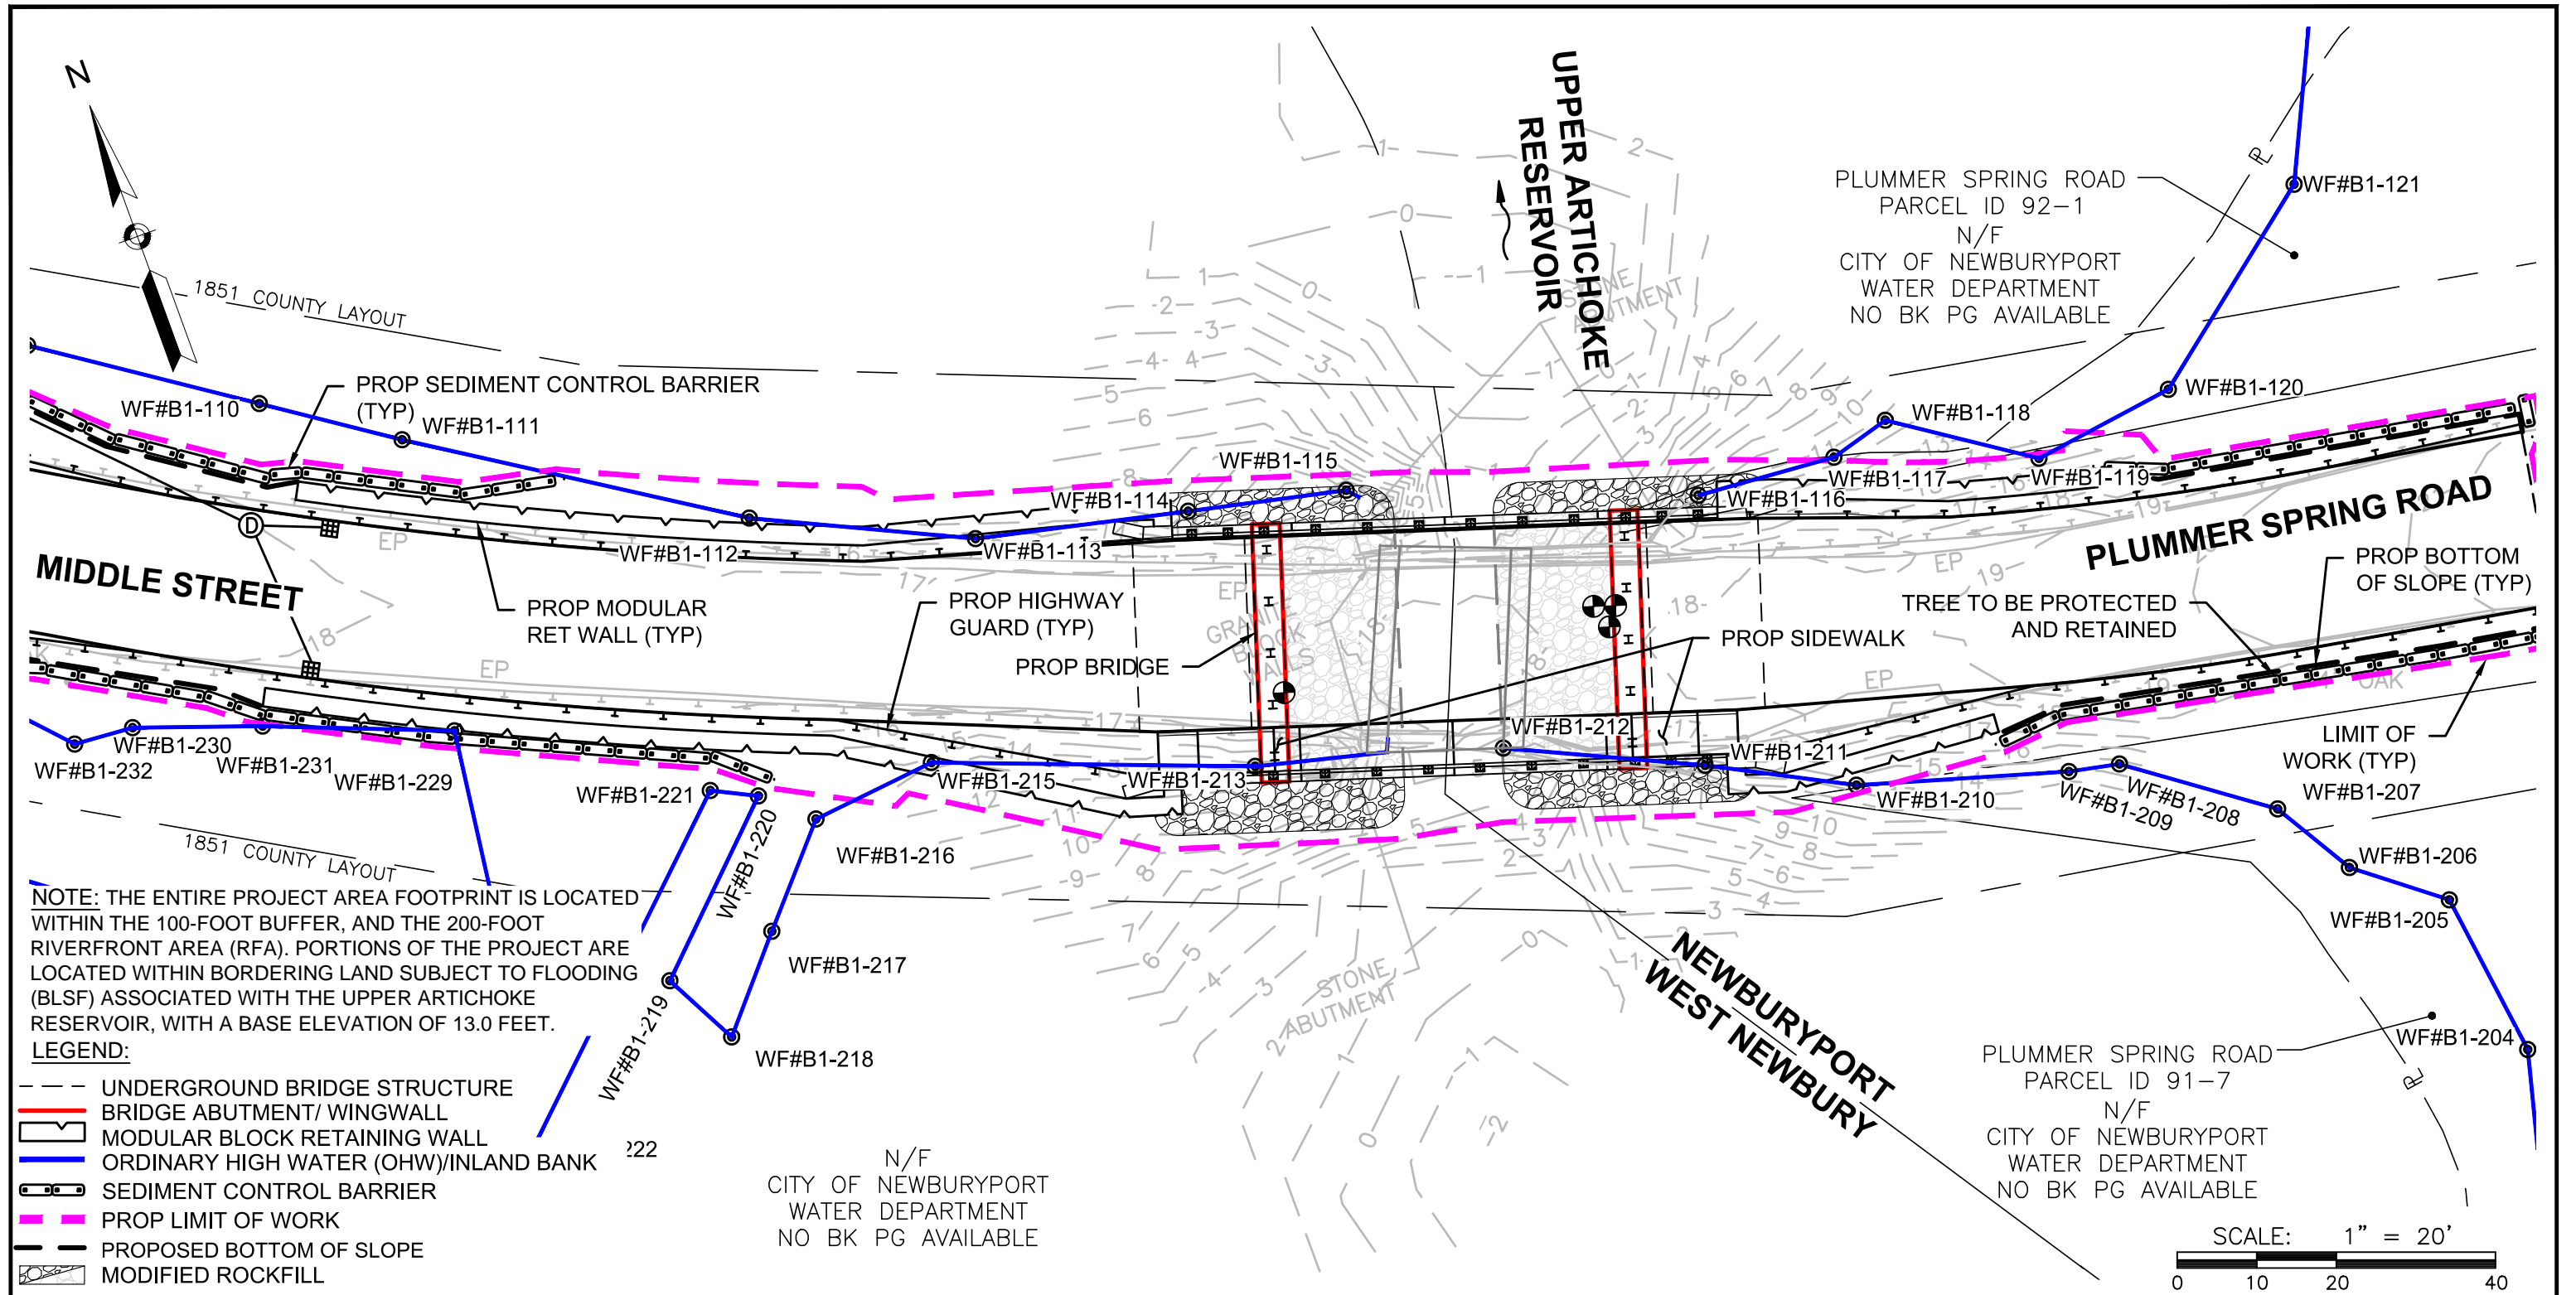 N
1851 COUNTY LAYOUT
UPPER ARTICHOKE
RESERVOIR
PLUMMER SPRING ROAD
PARCEL ID 92-1
N/F
CITY OF NEWBURYPORT
WATER DEPARTMENT
NO BK PG AVAILABLE
PL
WF#B1-121
WF#B1-120
WF#B1-118
WF#B1-110
PROP SEDIMENT CONTROL BARRIER
(TYP)
WF#B1-111
WF#B1-115
WF#B1-114
WF#B1-116
WF#B1-117
WF#B1-119
WF#B1-112
WF#B1-113
STONE
ABUTMENT
D
EP
MIDDLE STREET
PLUMMER SPRING ROAD
PROP MODULAR
RET WALL (TYP)
PROP HIGHWAY
GUARD (TYP)
PROP BRIDGE
GRANITE
BLOCK
WALLS
EP
EP
EP
EP
PROP SIDEWALK
TREE TO BE PROTECTED
AND RETAINED
PROP BOTTOM
OF SLOPE (TYP)
OAK
LIMIT OF
WORK (TYP)
WF#B1-230
WF#B1-232
WF#B1-231
WF#B1-229
WF#B1-221
WF#B1-220
WF#B1-215
WF#B1-213
WF#B1-212
WF#B1-211
WF#B1-210
WF#B1-209
WF#B1-208
WF#B1-207
WF#B1-206
WF#B1-205
WF#B1-204
WF#B1-216
WF#B1-217
WF#B1-218
WF#B1-219
222
1851 COUNTY LAYOUT
STONE
ABUTMENT
NEWBURYPORT
WEST NEWBURY
NOTE: THE ENTIRE PROJECT AREA FOOTPRINT IS LOCATED
WITHIN THE 100-FOOT BUFFER, AND THE 200-FOOT
RIVERFRONT AREA (RFA). PORTIONS OF THE PROJECT ARE
LOCATED WITHIN BORDERING LAND SUBJECT TO FLOODING
(BLSF) ASSOCIATED WITH THE UPPER ARTICHOKE
RESERVOIR, WITH A BASE ELEVATION OF 13.0 FEET.
LEGEND:
UNDERGROUND BRIDGE STRUCTURE
BRIDGE ABUTMENT/ WINGWALL
MODULAR BLOCK RETAINING WALL
ORDINARY HIGH WATER (OHW)/INLAND BANK
SEDIMENT CONTROL BARRIER
PROP LIMIT OF WORK
PROPOSED BOTTOM OF SLOPE
MODIFIED ROCKFILL
N/F
CITY OF NEWBURYPORT
WATER DEPARTMENT
NO BK PG AVAILABLE
PLUMMER SPRING ROAD
PARCEL ID 91-7
N/F
CITY OF NEWBURYPORT
WATER DEPARTMENT
NO BK PG AVAILABLE
PL
SCALE: 1" = 20'
0 10 20 40